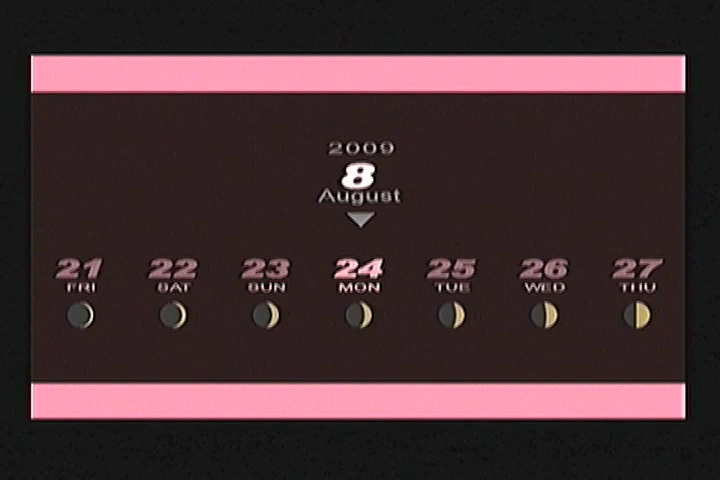 2009
8
August
21 22 23 24 25 26 27
FRI SAT SUN MON TUE WED THU